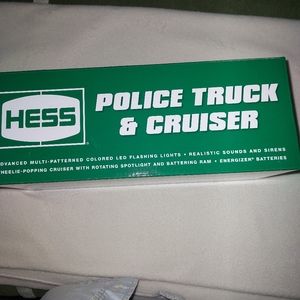 HESS
POLICE TRUCK
& CRUISER
ADVANCED MULTI-PATTERNED COLORED LED FLASHING LIGHTS • REALISTIC SOUNDS AND SIRENS
WHEELIE-POPPING CRUISER WITH ROTATING SPOTLIGHT AND BATTERING RAM • ENERGIZER® BATTERIES